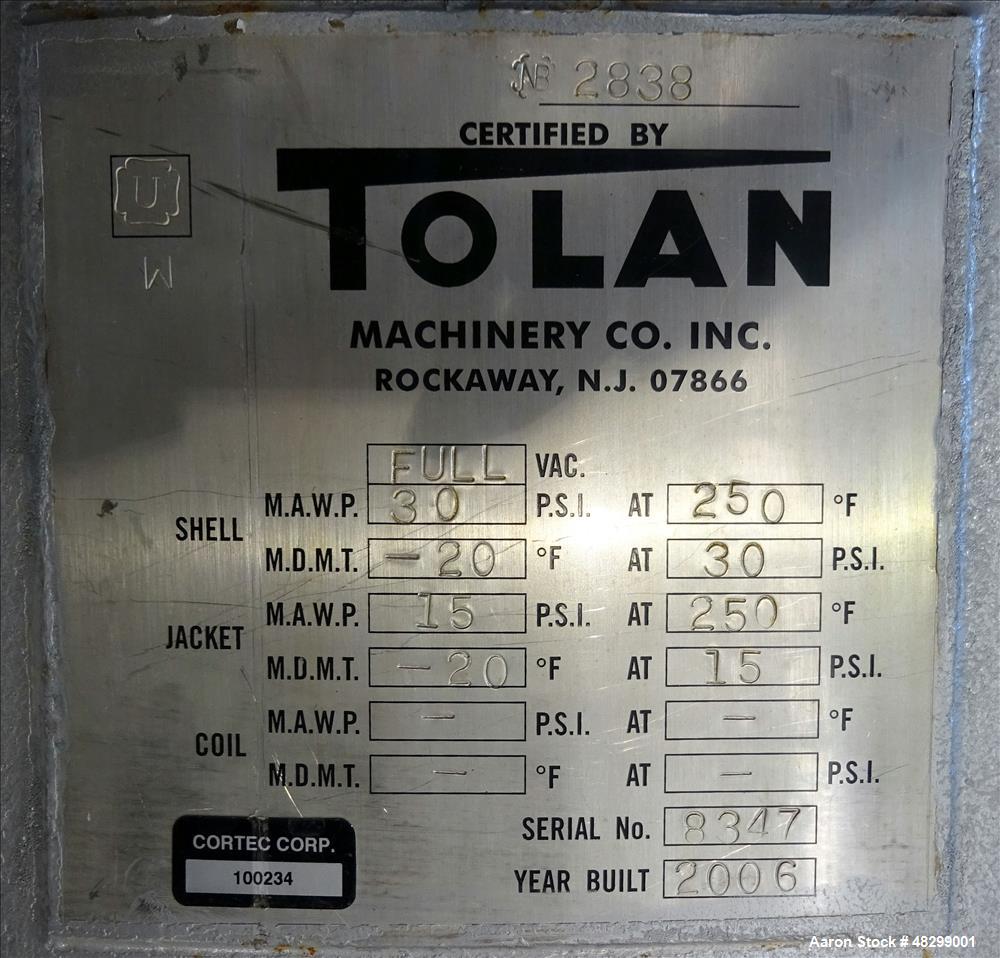 NB 2838
CERTIFIED BY
U
TOLAN
W
MACHINERY CO. INC.
ROCKAWAY, N.J. 07866
FULL VAC.
SHELL M.A.W.P. 30 P.S.I. AT 250 °F
M.D.M.T. -20 °F AT 30 P.S.I.
JACKET M.A.W.P. 15 P.S.I. AT 250 °F
M.D.M.T. -20 °F AT 15 P.S.I.
COIL M.A.W.P. - P.S.I. AT - °F
M.D.M.T. - °F AT - P.S.I.
SERIAL No. 8347
YEAR BUILT 2006
CORTEC CORP.
100234
Aaron Stock # 48299001